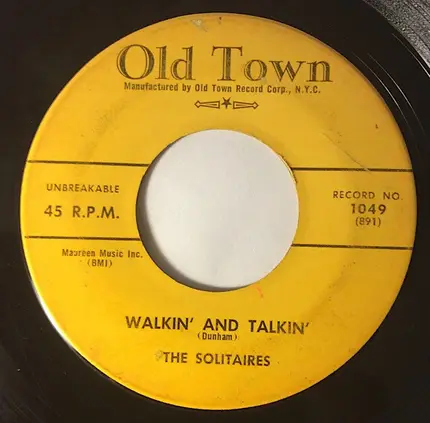 Old Town
Manufactured by Old Town Record Corp., N.Y.C.
UNBREAKABLE
45 R.P.M.
RECORD NO.
1049
(891)
Maureen Music Inc.
(BMI)
WALKIN' AND TALKIN'
(Dunham)
THE SOLITAIRES